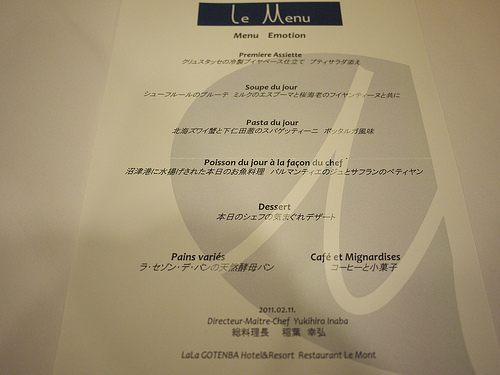 Le Menu
Menu Emotion
Première Assiette
クリュスタッセの冷製ブイヤベース仕立て プティサラダ添え
Soupe du jour
シューフルールのブルーテ ミルクのエスプーマと桜海老のフイヤンティーヌと共に
Pasta du jour
北海ズワイ蟹と下仁田葱のスパゲッティーニ ボッタルガ風味
Poisson du jour à la façon du chef
沼津港に水揚げされた本日のお魚料理 パルマンティエのジュとサフランのペティヤン
Dessert
本日のシェフの気まぐれデザート
Pains variés Café et Mignardises
ラ・セゾン・デ・パンの天然酵母パン コーヒーと小菓子
2011.02.11.
Directeur-Maitre-Chef Yukihiro Inaba
総料理長 稲葉 幸弘
LaLa GOTENBA Hotel&Resort Restaurant Le Mont